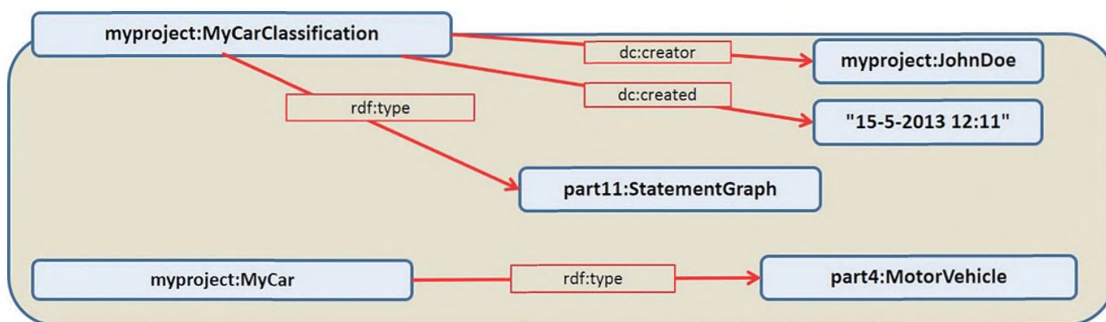 myproject:MyCarClassification
dc:creator
myproject:JohnDoe
dc:created
"15-5-2013 12:11"
rdf:type
part11:StatementGraph
myproject:MyCar
rdf:type
part4:MotorVehicle